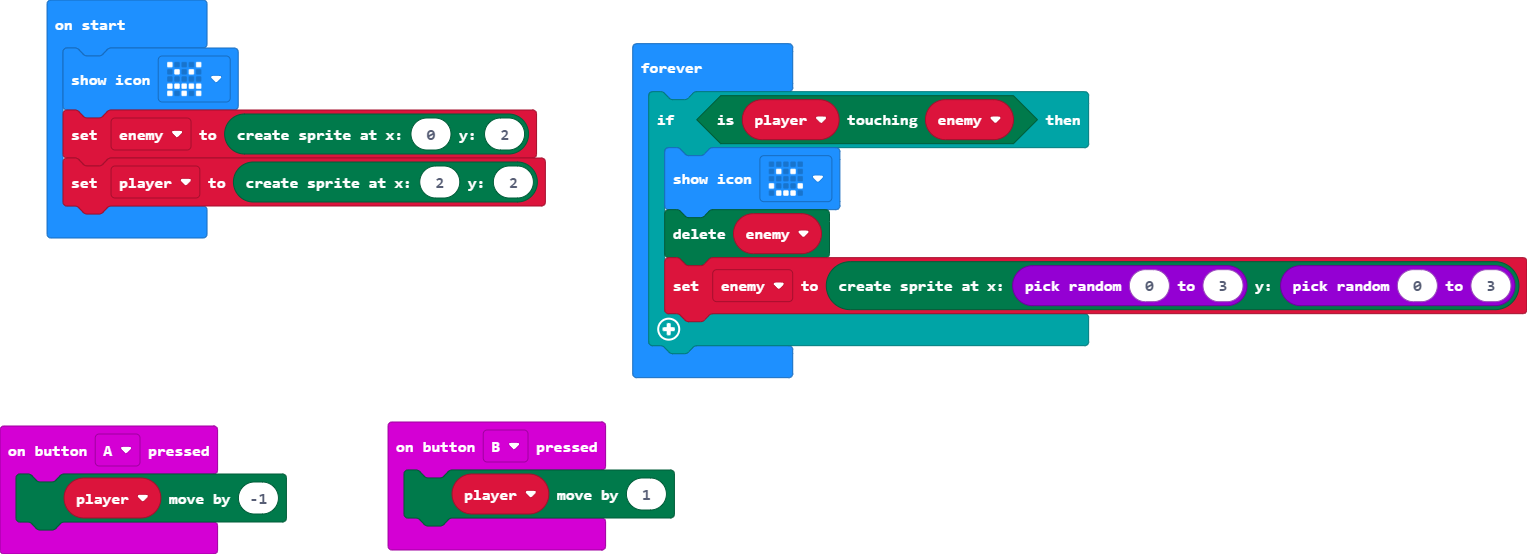 on start
show icon
set enemy to create sprite at x: 0 y: 2
set player to create sprite at x: 2 y: 2
forever
if is player touching enemy then
show icon
delete enemy
set enemy to create sprite at x: pick random 0 to 3 y: pick random 0 to 3
on button A pressed
player move by -1
on button B pressed
player move by 1